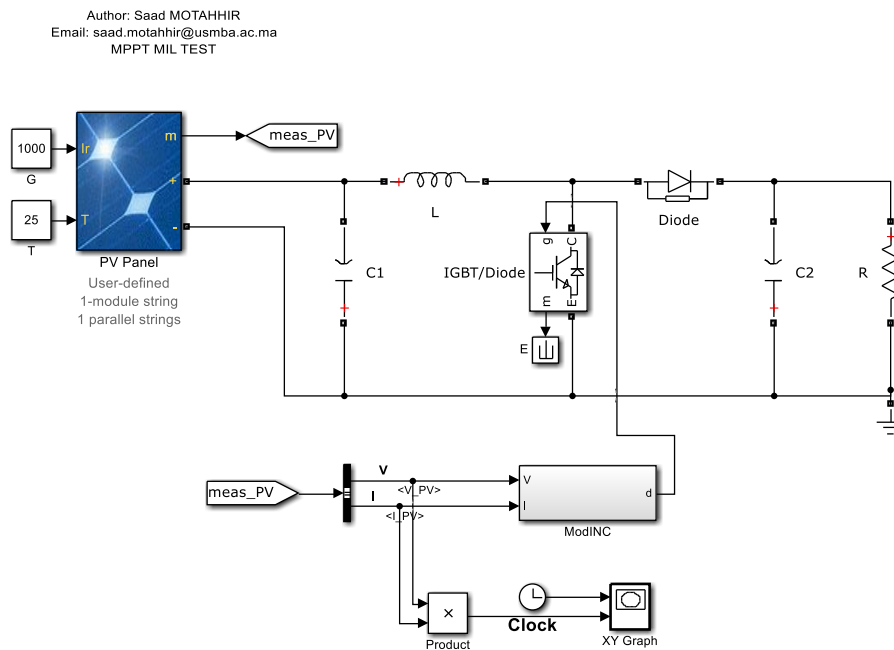 Author: Saad MOTAHHIR
Email: saad.motahhir@usmba.ac.ma
MPPT MIL TEST
1000
G
25
T
Ir
T
m
+
-
PV Panel
User-defined
1-module string
1 parallel strings
meas_PV
+
L
C1
+
IGBT/Diode
g
C
m
E
E
Diode
C2
+
R
+
meas_PV
V
<V_PV>
I
<I_PV>
V
I
d
ModINC
×
Product
Clock
XY Graph